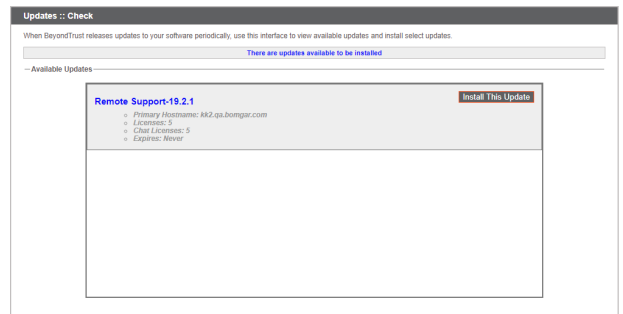 Updates :: Check
When BeyondTrust releases updates to your software periodically, use this interface to view available updates and install select updates.
There are updates available to be installed
Available Updates
Remote Support-19.2.1
Install This Update
Primary Hostname: kk2.qa.bomgar.com
Licenses: 5
Chat Licenses: 5
Expires: Never